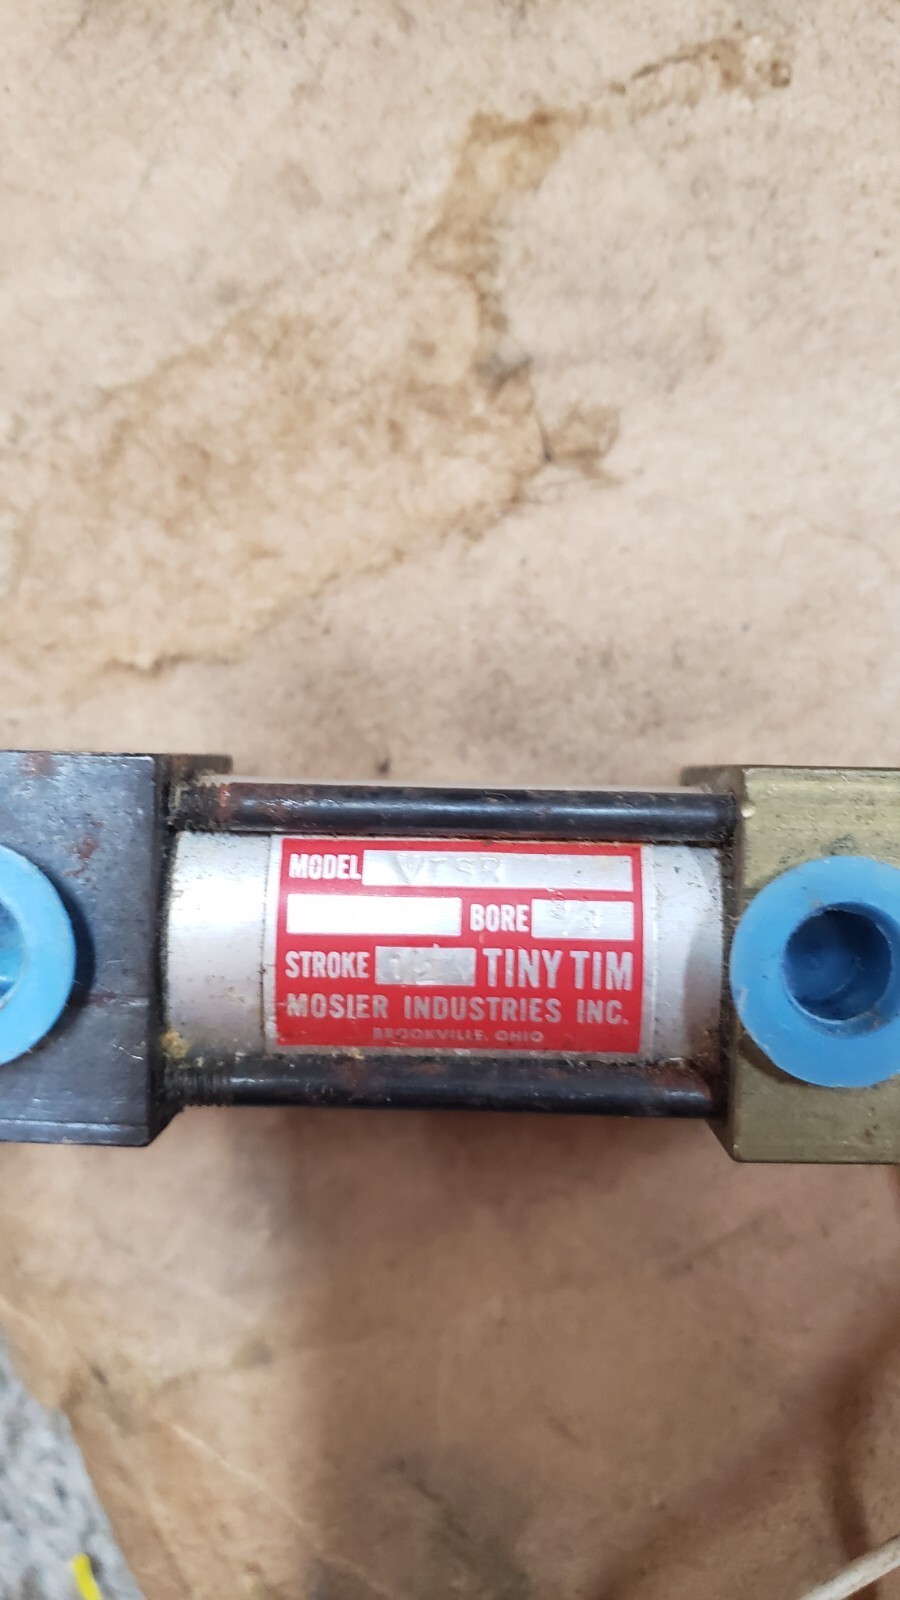 MODEL
BORE
STROKE TINY TIM
MOSIER INDUSTRIES INC.
BROOKVILLE, OHIO